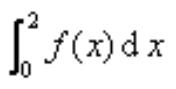 ∫₀² f(x) d x